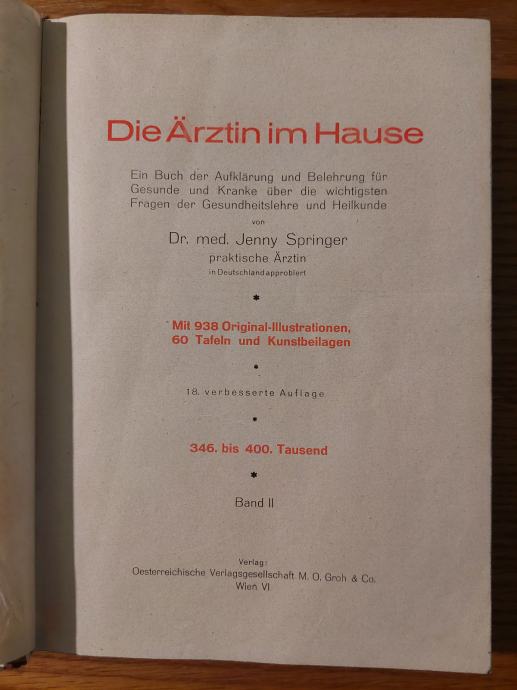 Die Ärztin im Hause
Ein Buch der Aufklärung und Belehrung für
Gesunde und Kranke über die wichtigsten
Fragen der Gesundheitslehre und Heilkunde
von
Dr. med. Jenny Springer
praktische Ärztin
in Deutschland approbiert
*
Mit 938 Original-Illustrationen,
60 Tafeln und Kunstbeilagen
*
18. verbesserte Auflage
*
346. bis 400. Tausend
*
Band II
Verlag:
Oesterreichische Verlagsgesellschaft M. O. Groh & Co.
Wien VI